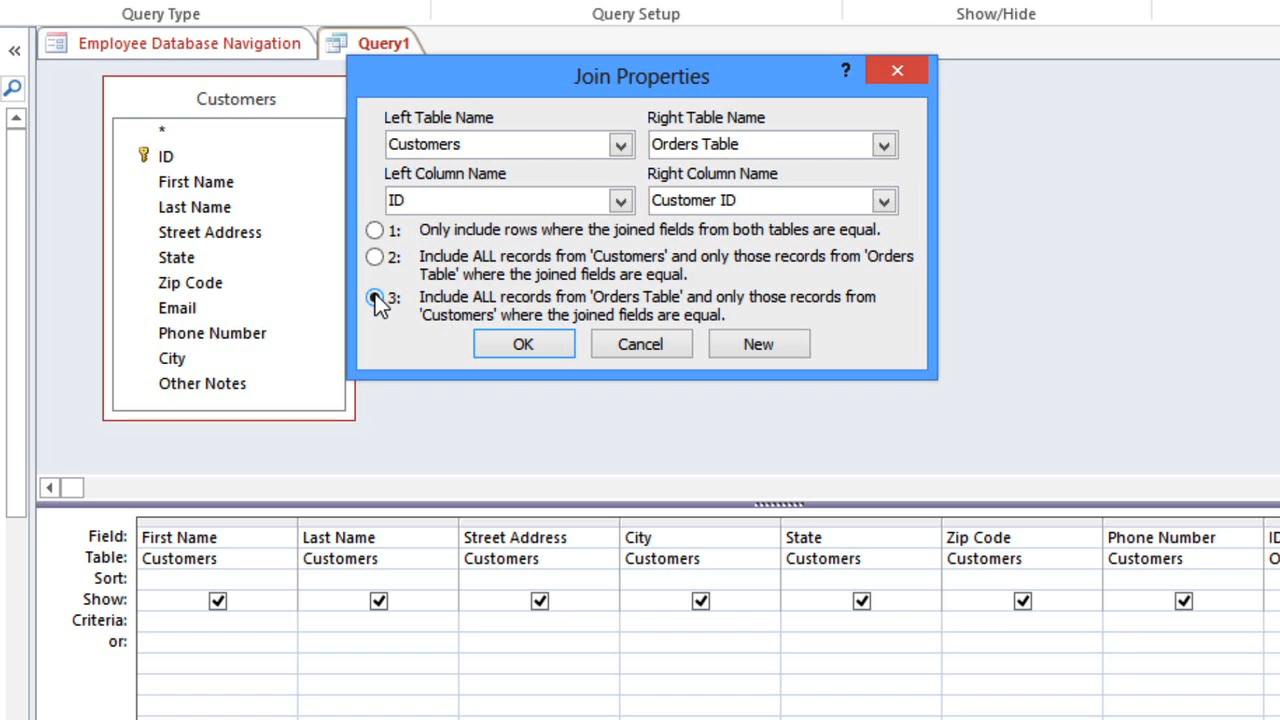 Query Type
Query Setup
Show/Hide
«
Employee Database Navigation
Query1
Join Properties
?
Customers
*
ID
First Name
Last Name
Street Address
State
Zip Code
Email
Phone Number
City
Other Notes
Left Table Name
Right Table Name
Customers
Orders Table
Left Column Name
Right Column Name
ID
Customer ID
1: Only include rows where the joined fields from both tables are equal.
2: Include ALL records from 'Customers' and only those records from 'Orders
Table' where the joined fields are equal.
3: Include ALL records from 'Orders Table' and only those records from
'Customers' where the joined fields are equal.
OK
Cancel
New
Field: First Name Last Name Street Address City State Zip Code Phone Number ID
Table: Customers Customers Customers Customers Customers Customers Customers O
Sort:
Show:
Criteria:
or: